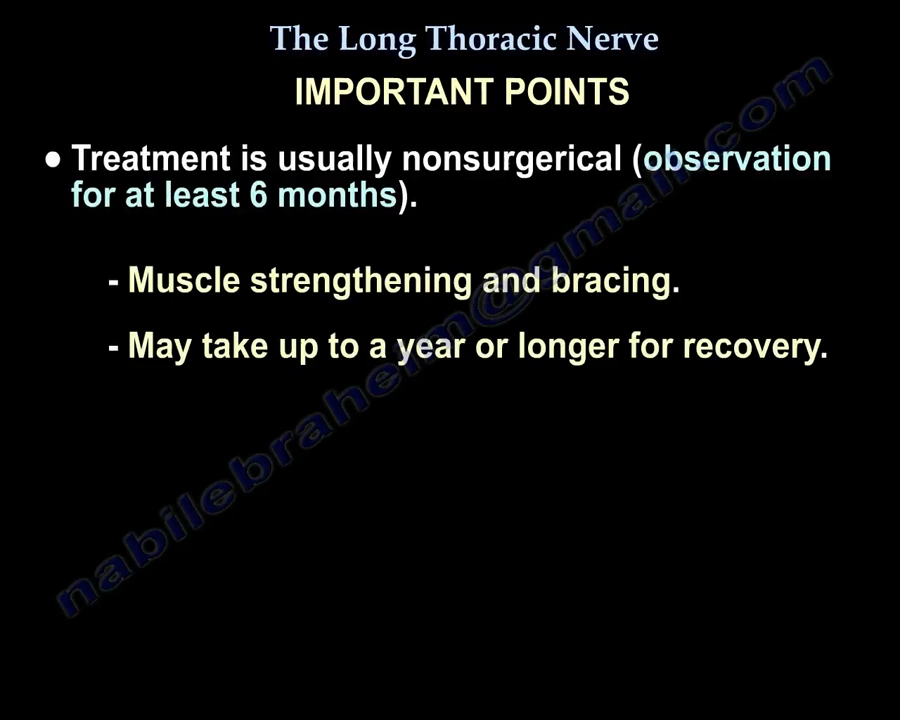 The Long Thoracic Nerve
IMPORTANT POINTS
• Treatment is usually nonsurgerical (observation
for at least 6 months).
- Muscle strengthening and bracing.
- May take up to a year or longer for recovery.
nabilebraheim@gmail.com